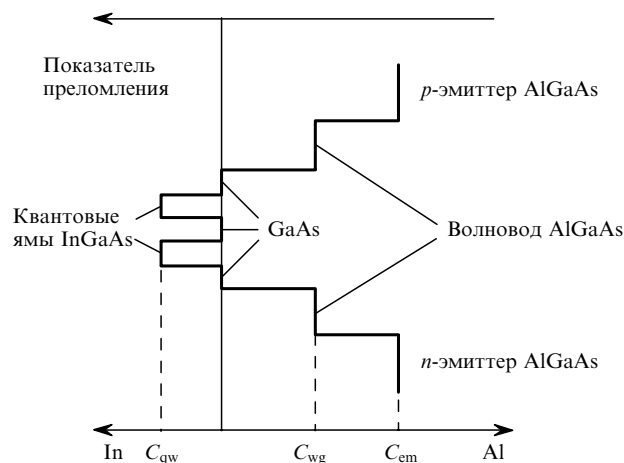 Показатель
преломления
p-эмиттер AlGaAs
Квантовые
ямы InGaAs
GaAs
Волновод AlGaAs
n-эмиттер AlGaAs
In C_qw C_wg C_em Al